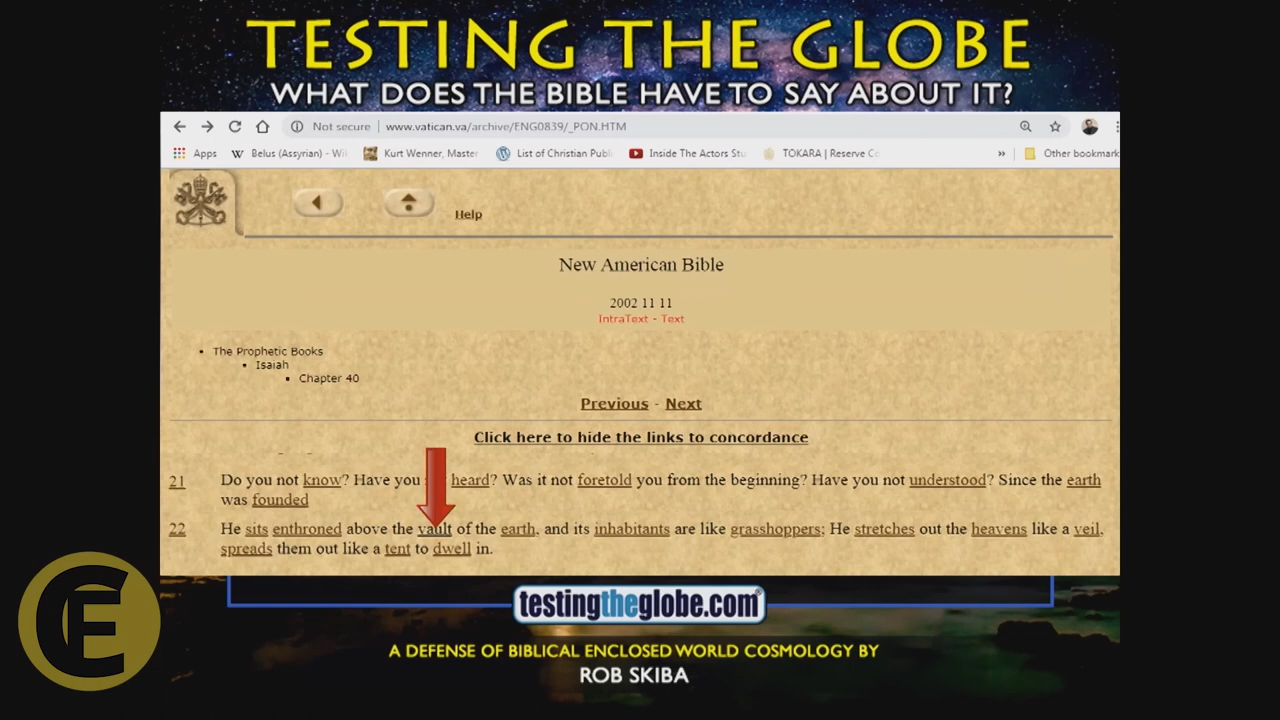 TESTING THE GLOBE
WHAT DOES THE BIBLE HAVE TO SAY ABOUT IT?
Not secure | www.vatican.va/archive/ENG0839/_PON.HTM
Apps W Belus (Assyrian) - Wi Kurt Wenner, Master List of Christian Publ Inside The Actors Stu TOKARA | Reserve Co » Other bookmark
Help
New American Bible
2002 11 11
IntraText - Text
• The Prophetic Books
• Isaiah
• Chapter 40
Previous - Next
Click here to hide the links to concordance
21 Do you not know? Have you heard? Was it not foretold you from the beginning? Have you not understood? Since the earth
was founded
22 He sits enthroned above the vault of the earth, and its inhabitants are like grasshoppers; He stretches out the heavens like a veil,
spreads them out like a tent to dwell in.
CE
testingtheglobe.com
A DEFENSE OF BIBLICAL ENCLOSED WORLD COSMOLOGY BY
ROB SKIBA